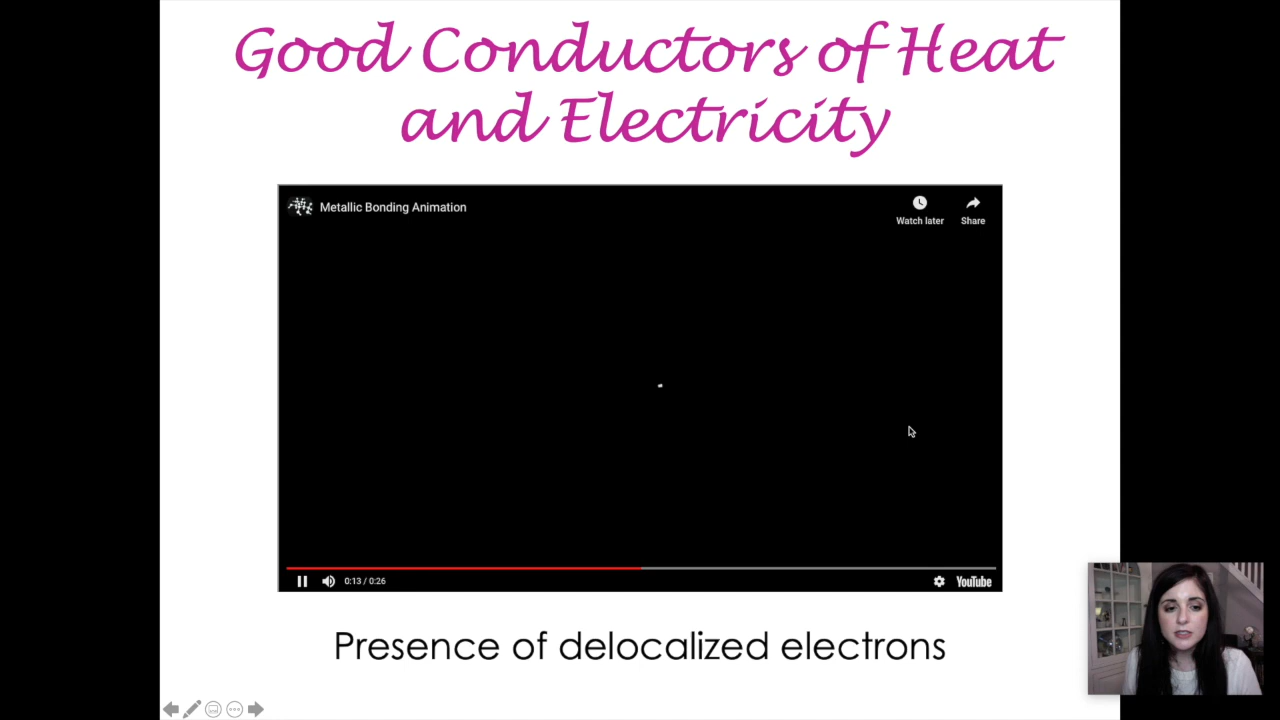 Good Conductors of Heat
and Electricity
Metallic Bonding Animation
Watch later
Share
0:13 / 0:26
YouTube
Presence of delocalized electrons